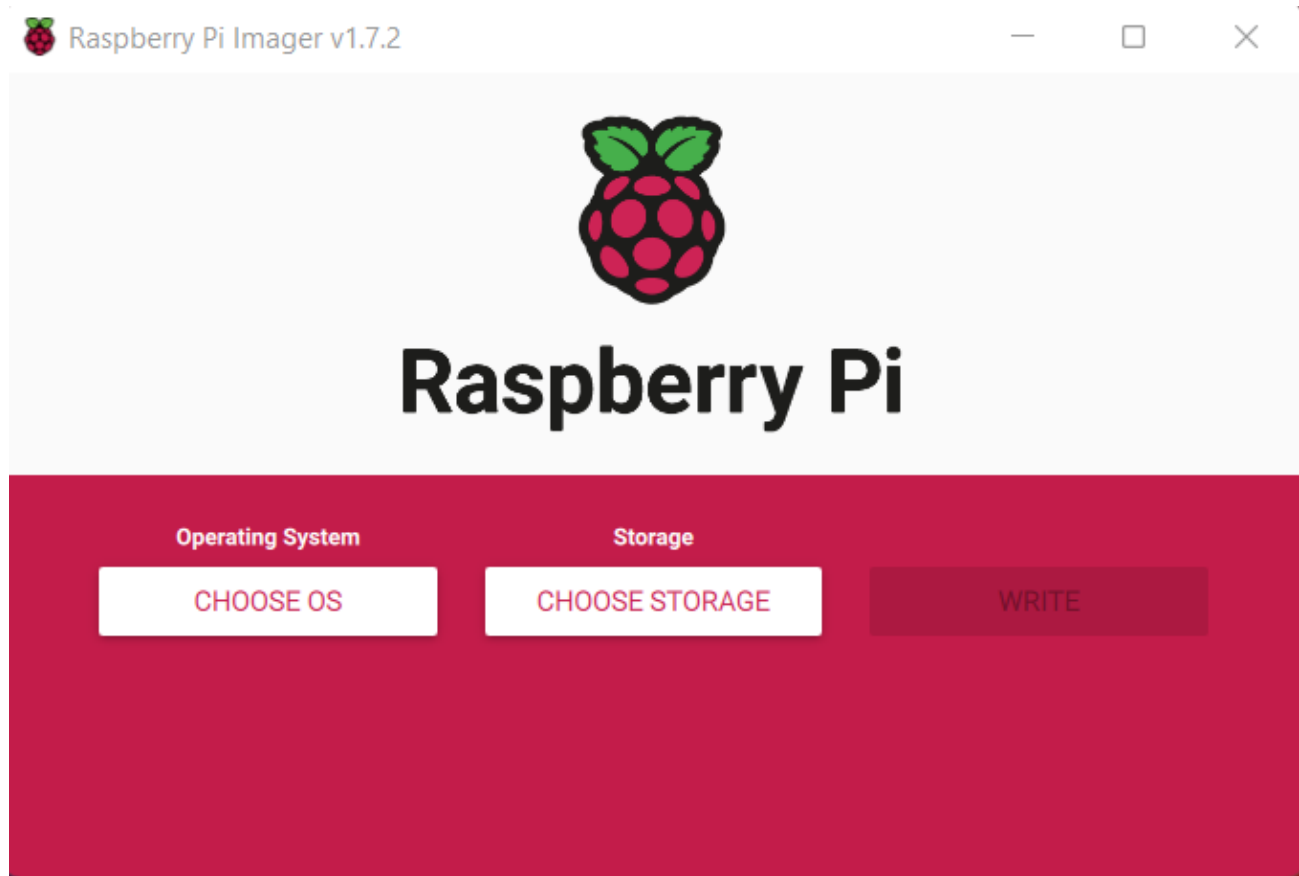 Raspberry Pi Imager v1.7.2
Raspberry Pi
Operating System
Storage
CHOOSE OS
CHOOSE STORAGE
WRITE